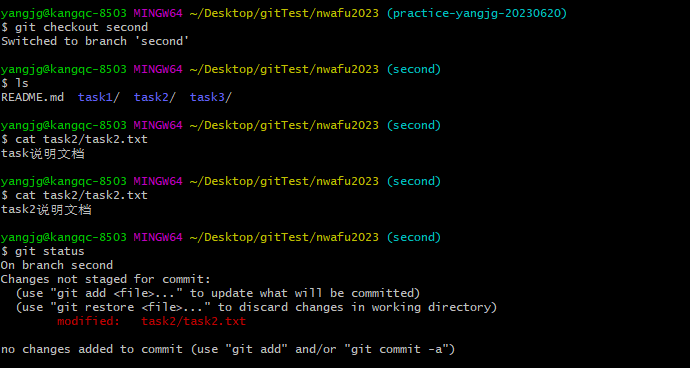 yangjg@kangqc-8503 MINGW64 ~/Desktop/gitTest/nwafu2023 (practice-yangjg-20230620)
$ git checkout second
Switched to branch 'second'
yangjg@kangqc-8503 MINGW64 ~/Desktop/gitTest/nwafu2023 (second)
$ ls
README.md  task1/  task2/  task3/
yangjg@kangqc-8503 MINGW64 ~/Desktop/gitTest/nwafu2023 (second)
$ cat task2/task2.txt
task说明文档
yangjg@kangqc-8503 MINGW64 ~/Desktop/gitTest/nwafu2023 (second)
$ cat task2/task2.txt
task2说明文档
yangjg@kangqc-8503 MINGW64 ~/Desktop/gitTest/nwafu2023 (second)
$ git status
On branch second
Changes not staged for commit:
  (use "git add <file>..." to update what will be committed)
  (use "git restore <file>..." to discard changes in working directory)
        modified:   task2/task2.txt
no changes added to commit (use "git add" and/or "git commit -a")